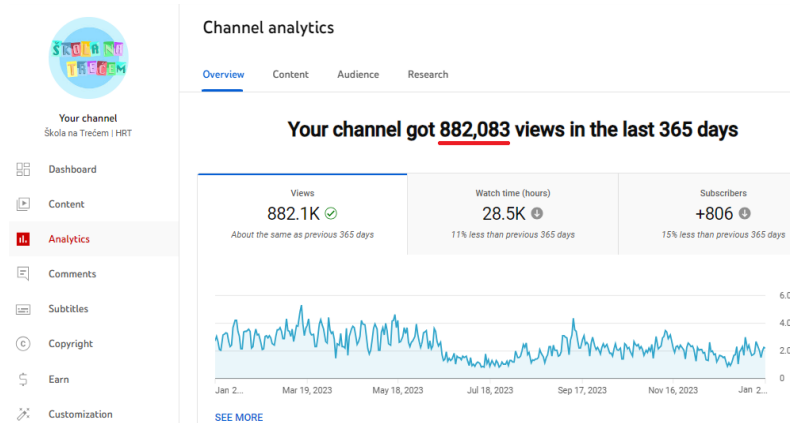 ŠKOLA NA
TREĆEM
Your channel
Škola na Trećem | HRT
Dashboard
Content
Analytics
Comments
Subtitles
Copyright
Earn
Customization
Channel analytics
Overview Content Audience Research
Your channel got 882,083 views in the last 365 days
Views
882.1K
About the same as previous 365 days
Watch time (hours)
28.5K
11% less than previous 365 days
Subscribers
+806
15% less than previous 365 days
6.0
4.0
2.0
0
Jan 2... Mar 19, 2023 May 18, 2023 Jul 18, 2023 Sep 17, 2023 Nov 16, 2023 Jan 2...
SEE MORE